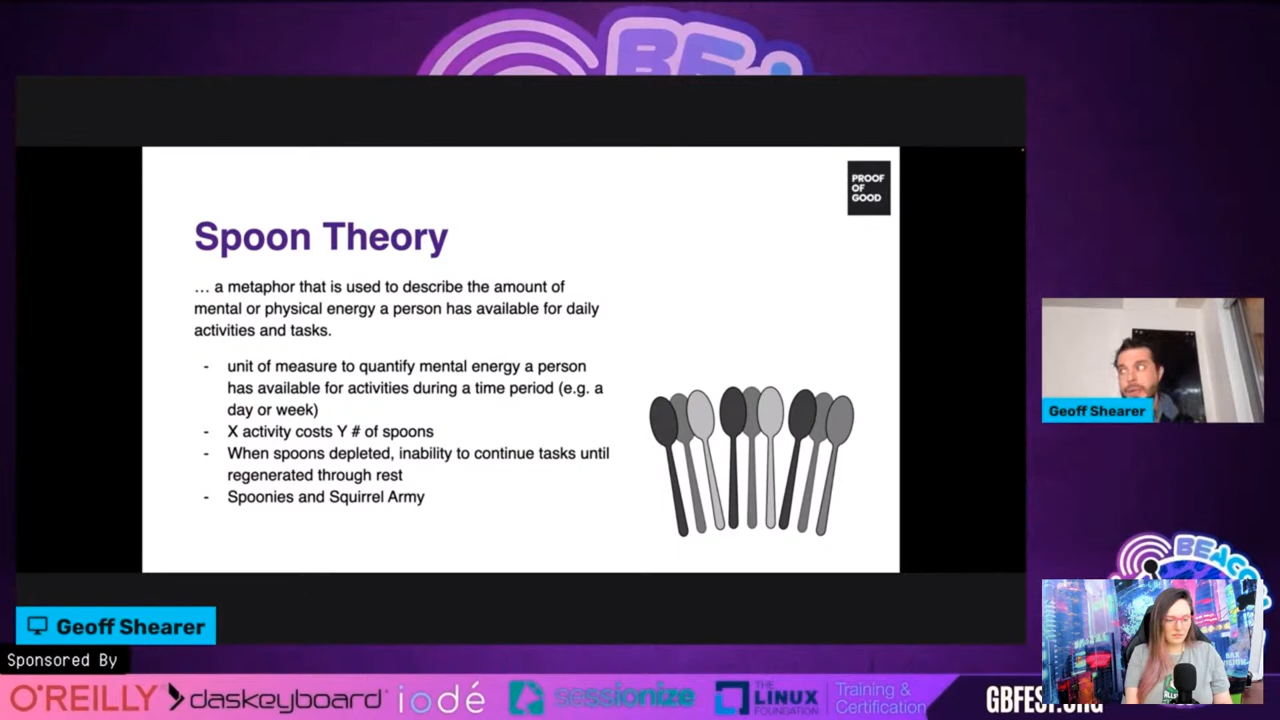 BE
PROOF
OF
GOOD
Spoon Theory
… a metaphor that is used to describe the amount of
mental or physical energy a person has available for daily
activities and tasks.
- unit of measure to quantify mental energy a person
has available for activities during a time period (e.g. a
day or week)
- X activity costs Y # of spoons
- When spoons depleted, inability to continue tasks until
regenerated through rest
- Spoonies and Squirrel Army
Geoff Shearer
BEACON
Geoff Shearer
Sponsored By
O'REILLY daskeyboard iodé sessionize THE LINUX FOUNDATION Training & Certification GBFEST.ORG